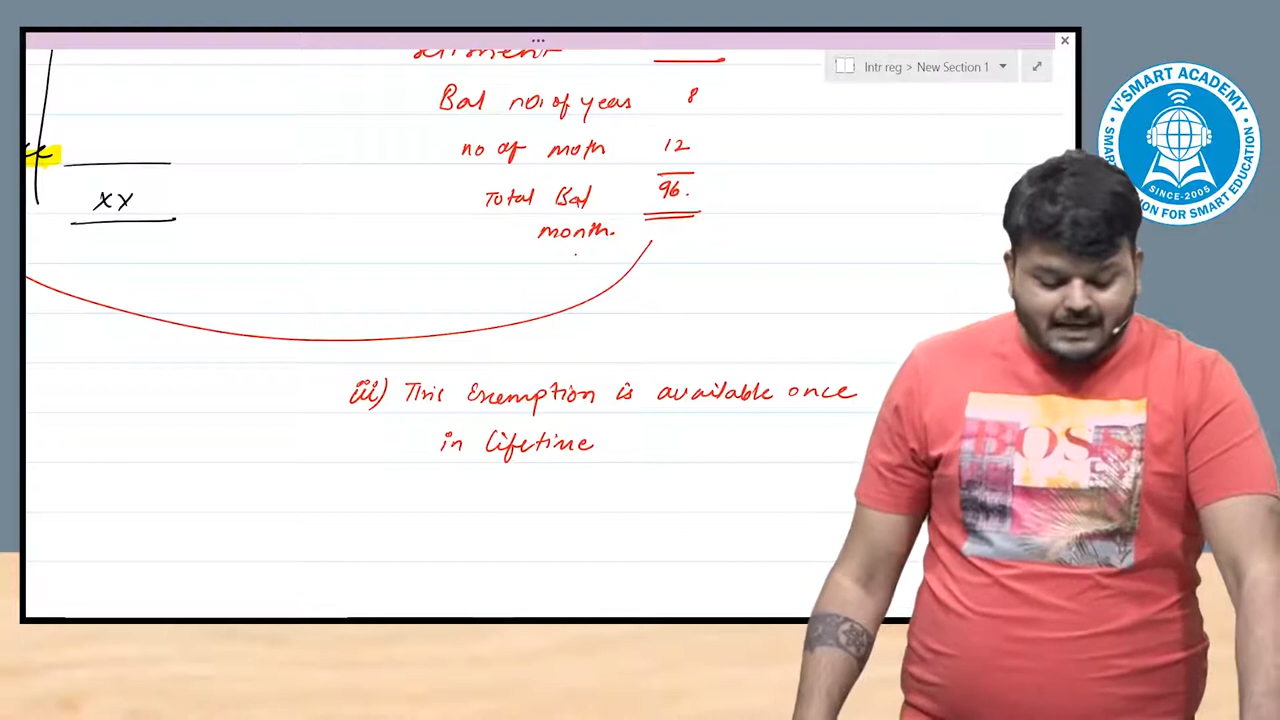 Intr reg > New Section 1
Bal no. of years 8
no of moth 12
Total Bal 96.
month.
xx
iii) This Exemption is available once
in lifetime
V'SMART ACADEMY
SINCE-2005
BOSS